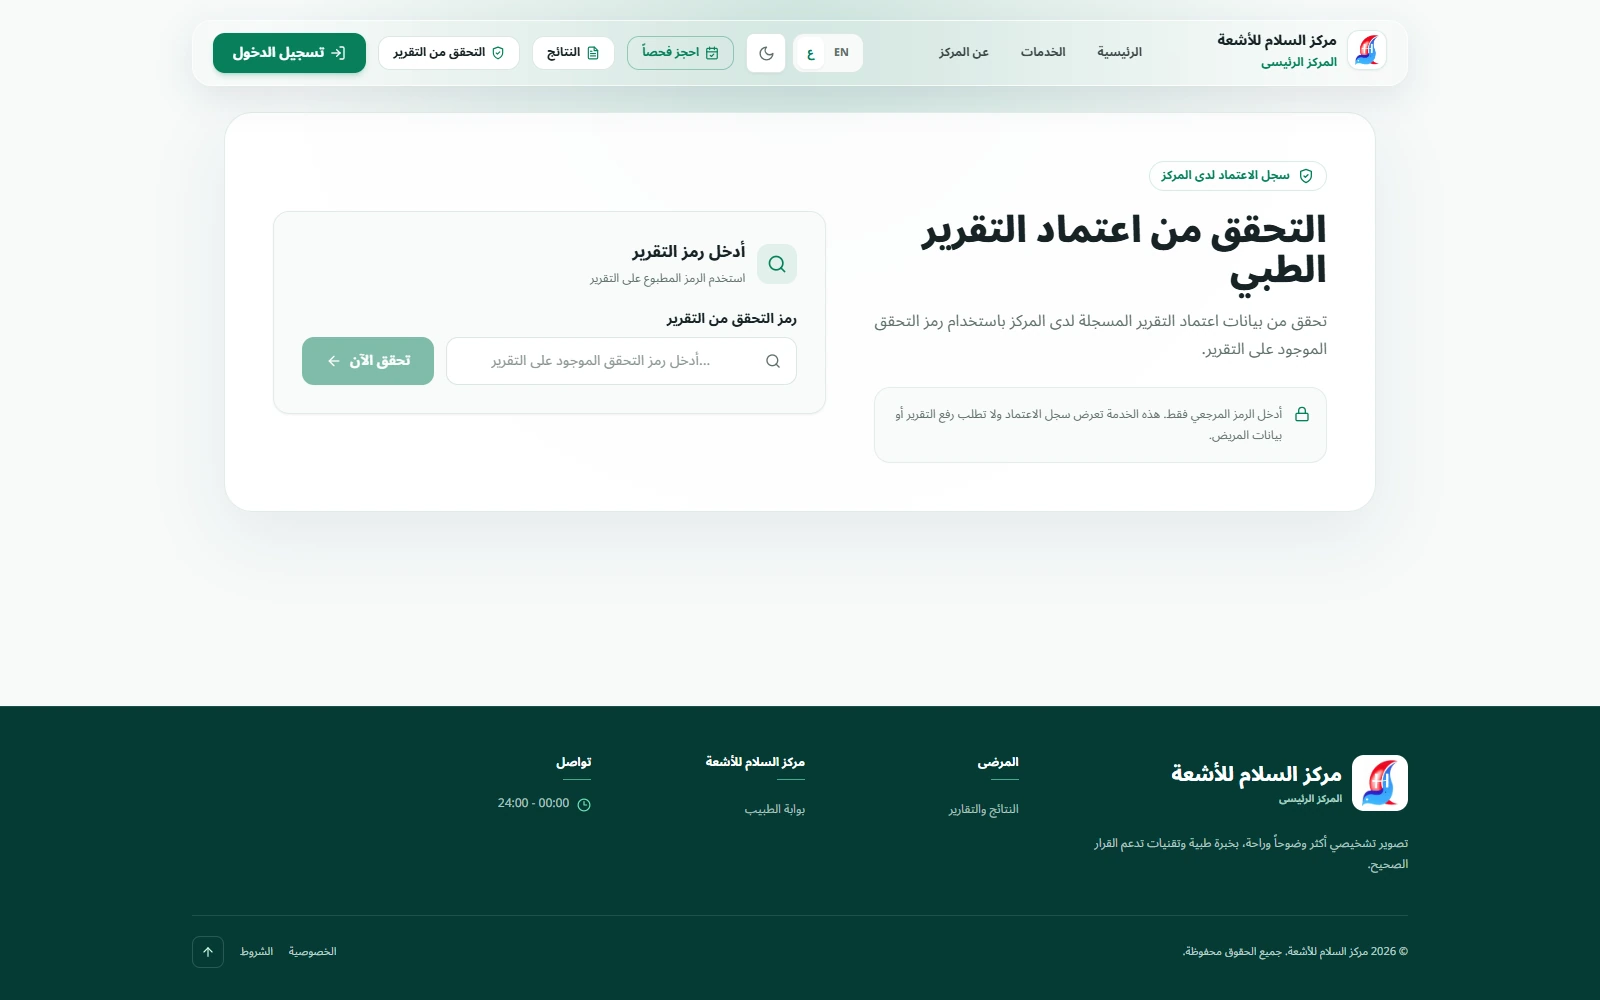 مركز السلام للأشعة
المركز الرئيسى
الرئيسية
الخدمات
عن المركز
EN
ع
احجز فحصاً
النتائج
التحقق من التقرير
تسجيل الدخول
سجل الاعتماد لدى المركز
التحقق من اعتماد التقرير
الطبي
تحقق من بيانات اعتماد التقرير المسجلة لدى المركز باستخدام رمز التحقق
الموجود على التقرير.
أدخل الرمز المرجعي فقط. هذه الخدمة تعرض سجل الاعتماد ولا تطلب رفع التقرير أو
بيانات المريض.
أدخل رمز التقرير
استخدم الرمز المطبوع على التقرير
رمز التحقق من التقرير
أدخل رمز التحقق الموجود على التقرير...
تحقق الآن
مركز السلام للأشعة
المركز الرئيسى
تصوير تشخيصي أكثر وضوحاً وراحة، بخبرة طبية وتقنيات تدعم القرار
الصحيح.
المرضى
النتائج والتقارير
مركز السلام للأشعة
بوابة الطبيب
تواصل
00:00 - 24:00
© 2026 مركز السلام للأشعة. جميع الحقوق محفوظة.
الخصوصية
الشروط